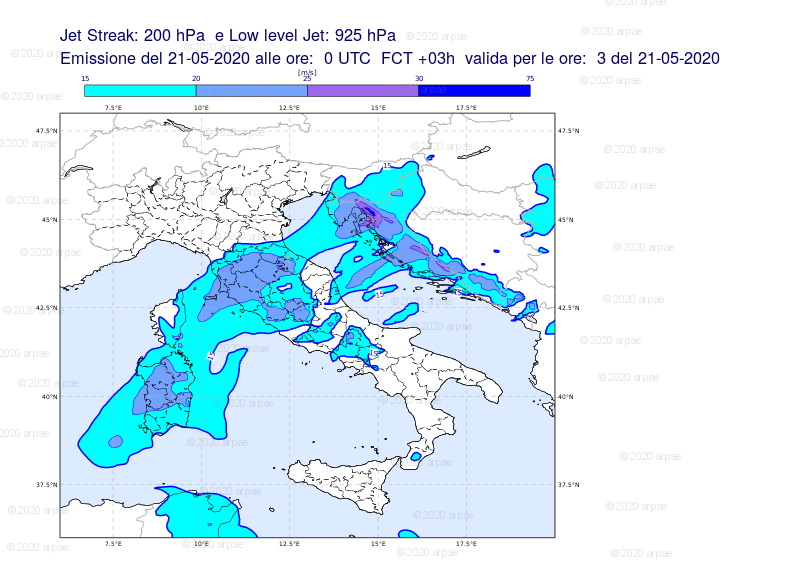 Jet Streak: 200 hPa e Low level Jet: 925 hPa
Emissione del 21-05-2020 alle ore: 0 UTC FCT +03h valida per le ore: 3 del 21-05-2020
[m/s]
15 20 25 30 75
7.5°E 10°E 12.5°E 15°E 17.5°E
47.5°N 47.5°N
15
45°N 45°N
15
15
42.5°N 42.5°N
15
15
40°N 40°N
37.5°N 37.5°N
7.5°E 10°E 12.5°E 15°E 17.5°E
© 2020 arpae